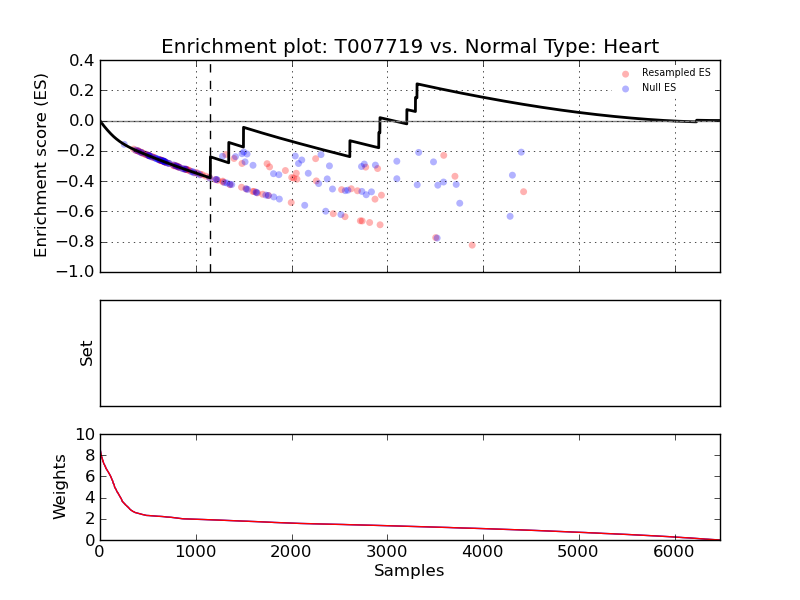 Enrichment plot: T007719 vs. Normal Type: Heart
Enrichment score (ES)
0.4
0.2
0.0
−0.2
−0.4
−0.6
−0.8
−1.0
Resampled ES
Null ES
Set
Weights
10
8
6
4
2
0
0 1000 2000 3000 4000 5000 6000
Samples